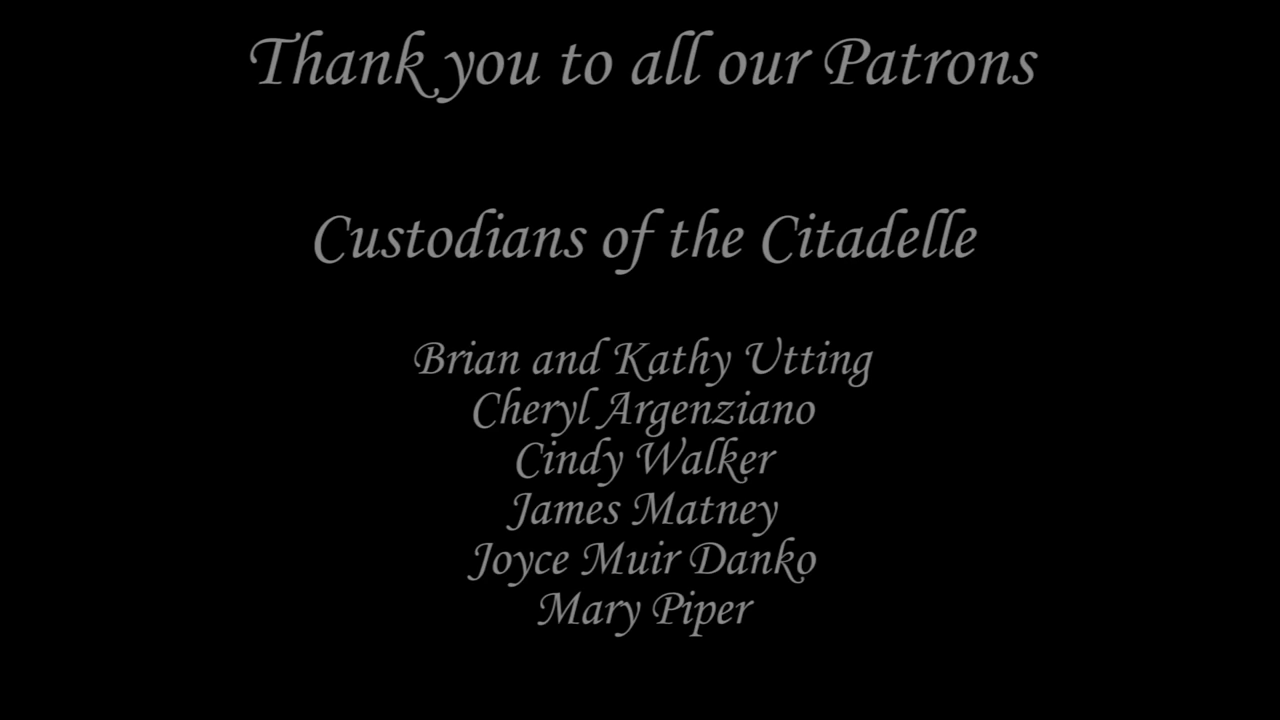 Thank you to all our Patrons
Custodians of the Citadelle
Brian and Kathy Utting
Cheryl Argenziano
Cindy Walker
James Matney
Joyce Muir Danko
Mary Piper